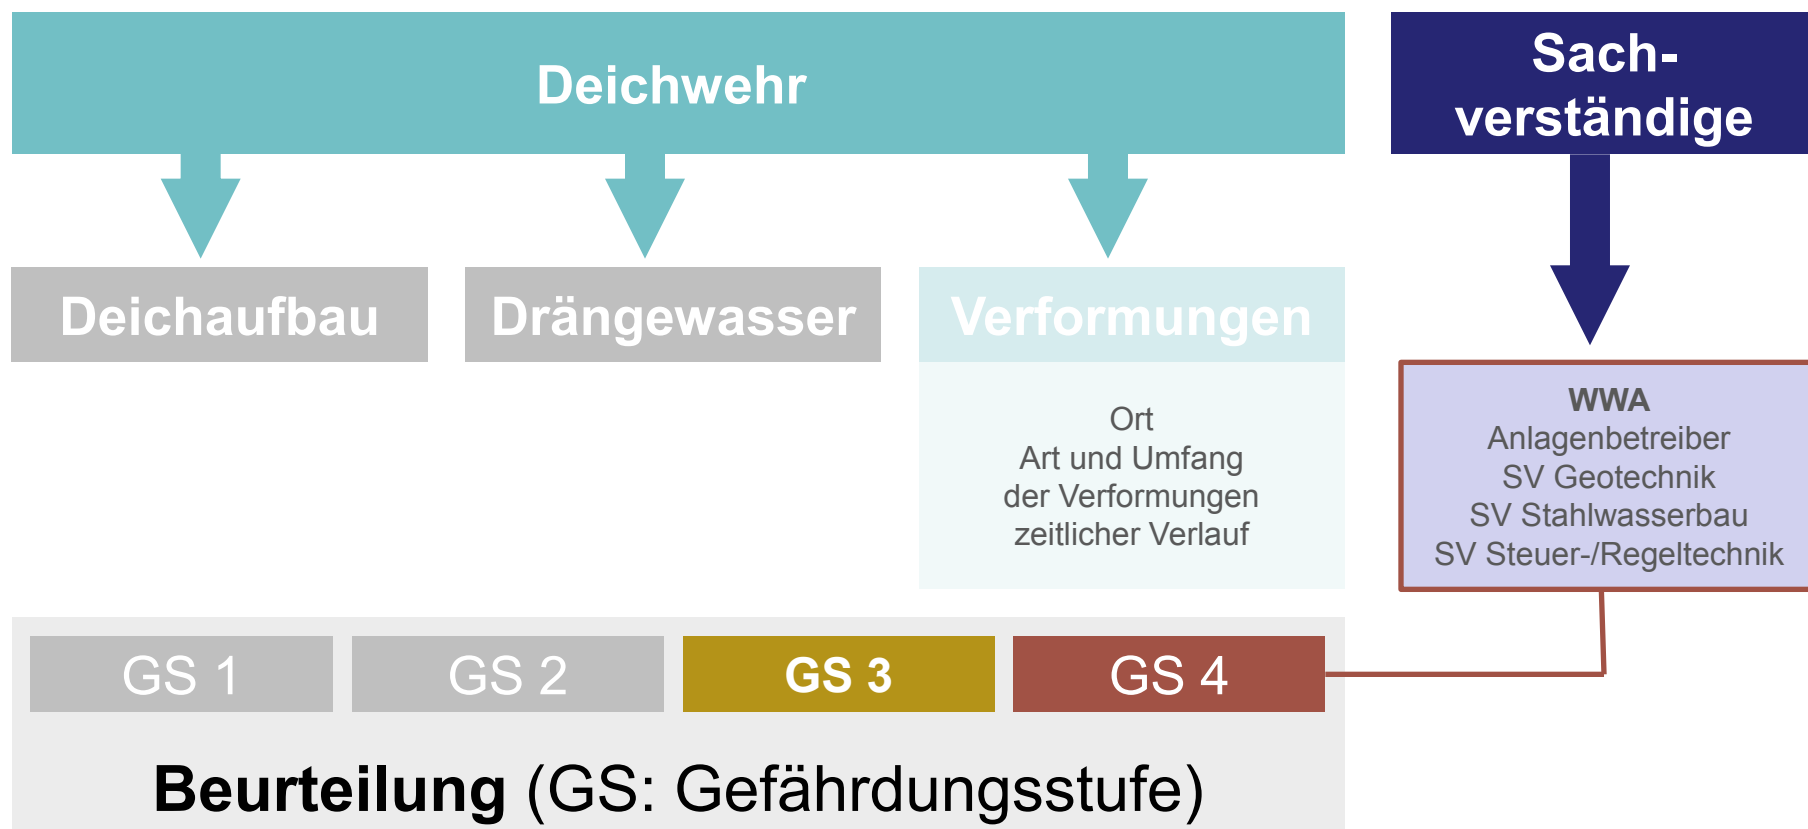 Deichwehr
Sach-
verständige
Deichaufbau
Drängewasser
Verformungen
Ort
Art und Umfang
der Verformungen
zeitlicher Verlauf
WWA
Anlagenbetreiber
SV Geotechnik
SV Stahlwasserbau
SV Steuer-/Regeltechnik
GS 1
GS 2
GS 3
GS 4
Beurteilung (GS: Gefährdungsstufe)